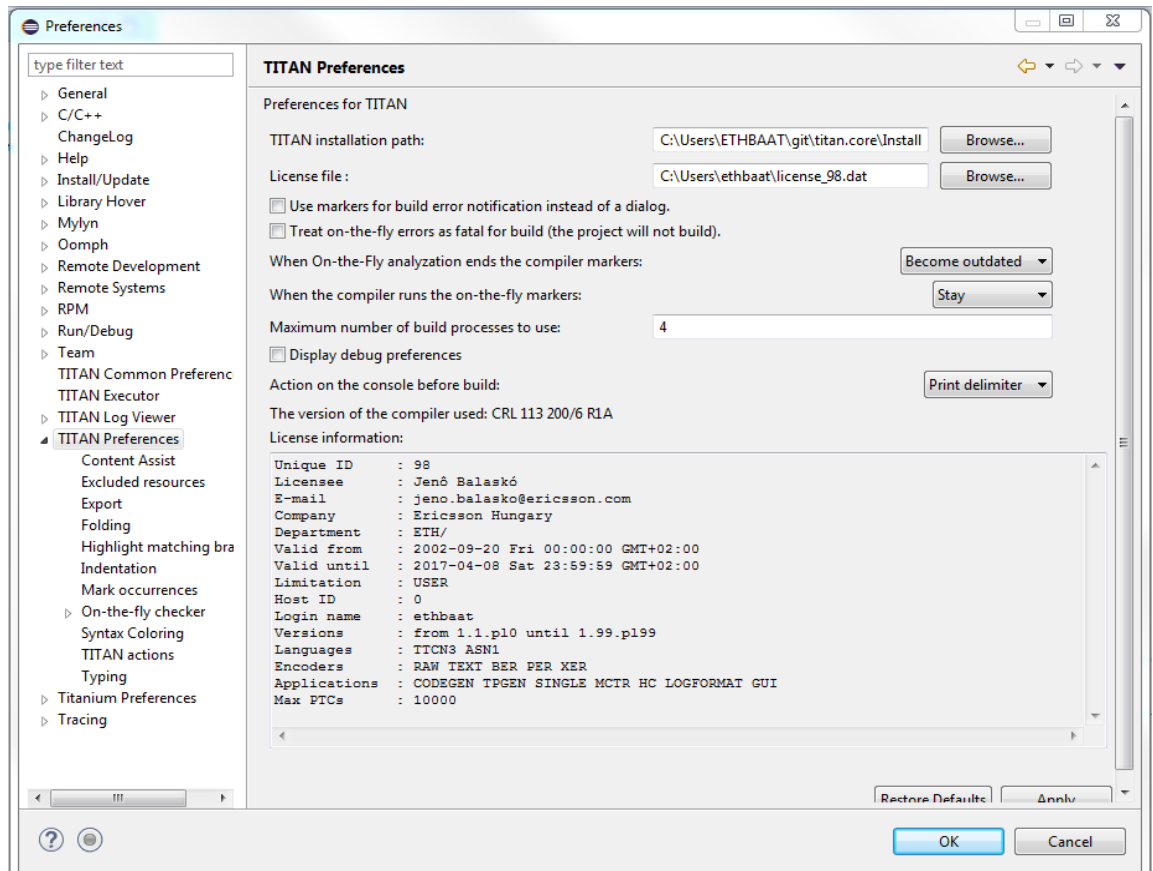 Preferences
type filter text
General
C/C++
ChangeLog
Help
Install/Update
Library Hover
Mylyn
Oomph
Remote Development
Remote Systems
RPM
Run/Debug
Team
TITAN Common Preferenc
TITAN Executor
TITAN Log Viewer
TITAN Preferences
Content Assist
Excluded resources
Export
Folding
Highlight matching bra
Indentation
Mark occurrences
On-the-fly checker
Syntax Coloring
TITAN actions
Typing
Titanium Preferences
Tracing
TITAN Preferences
Preferences for TITAN
TITAN installation path: C:\Users\ETHBAAT\git\titan.core\Install Browse...
License file : C:\Users\ethbaat\license_98.dat Browse...
Use markers for build error notification instead of a dialog.
Treat on-the-fly errors as fatal for build (the project will not build).
When On-the-Fly analyzation ends the compiler markers: Become outdated
When the compiler runs the on-the-fly markers: Stay
Maximum number of build processes to use: 4
Display debug preferences
Action on the console before build: Print delimiter
The version of the compiler used: CRL 113 200/6 R1A
License information:
Unique ID : 98
Licensee : Jenô Balaskó
E-mail : jeno.balasko@ericsson.com
Company : Ericsson Hungary
Department : ETH/
Valid from : 2002-09-20 Fri 00:00:00 GMT+02:00
Valid until : 2017-04-08 Sat 23:59:59 GMT+02:00
Limitation : USER
Host ID : 0
Login name : ethbaat
Versions : from 1.1.pl0 until 1.99.pl99
Languages : TTCN3 ASN1
Encoders : RAW TEXT BER PER XER
Applications : CODEGEN TPGEN SINGLE MCTR HC LOGFORMAT GUI
Max PTCs : 10000
Restore Defaults Apply
? OK Cancel